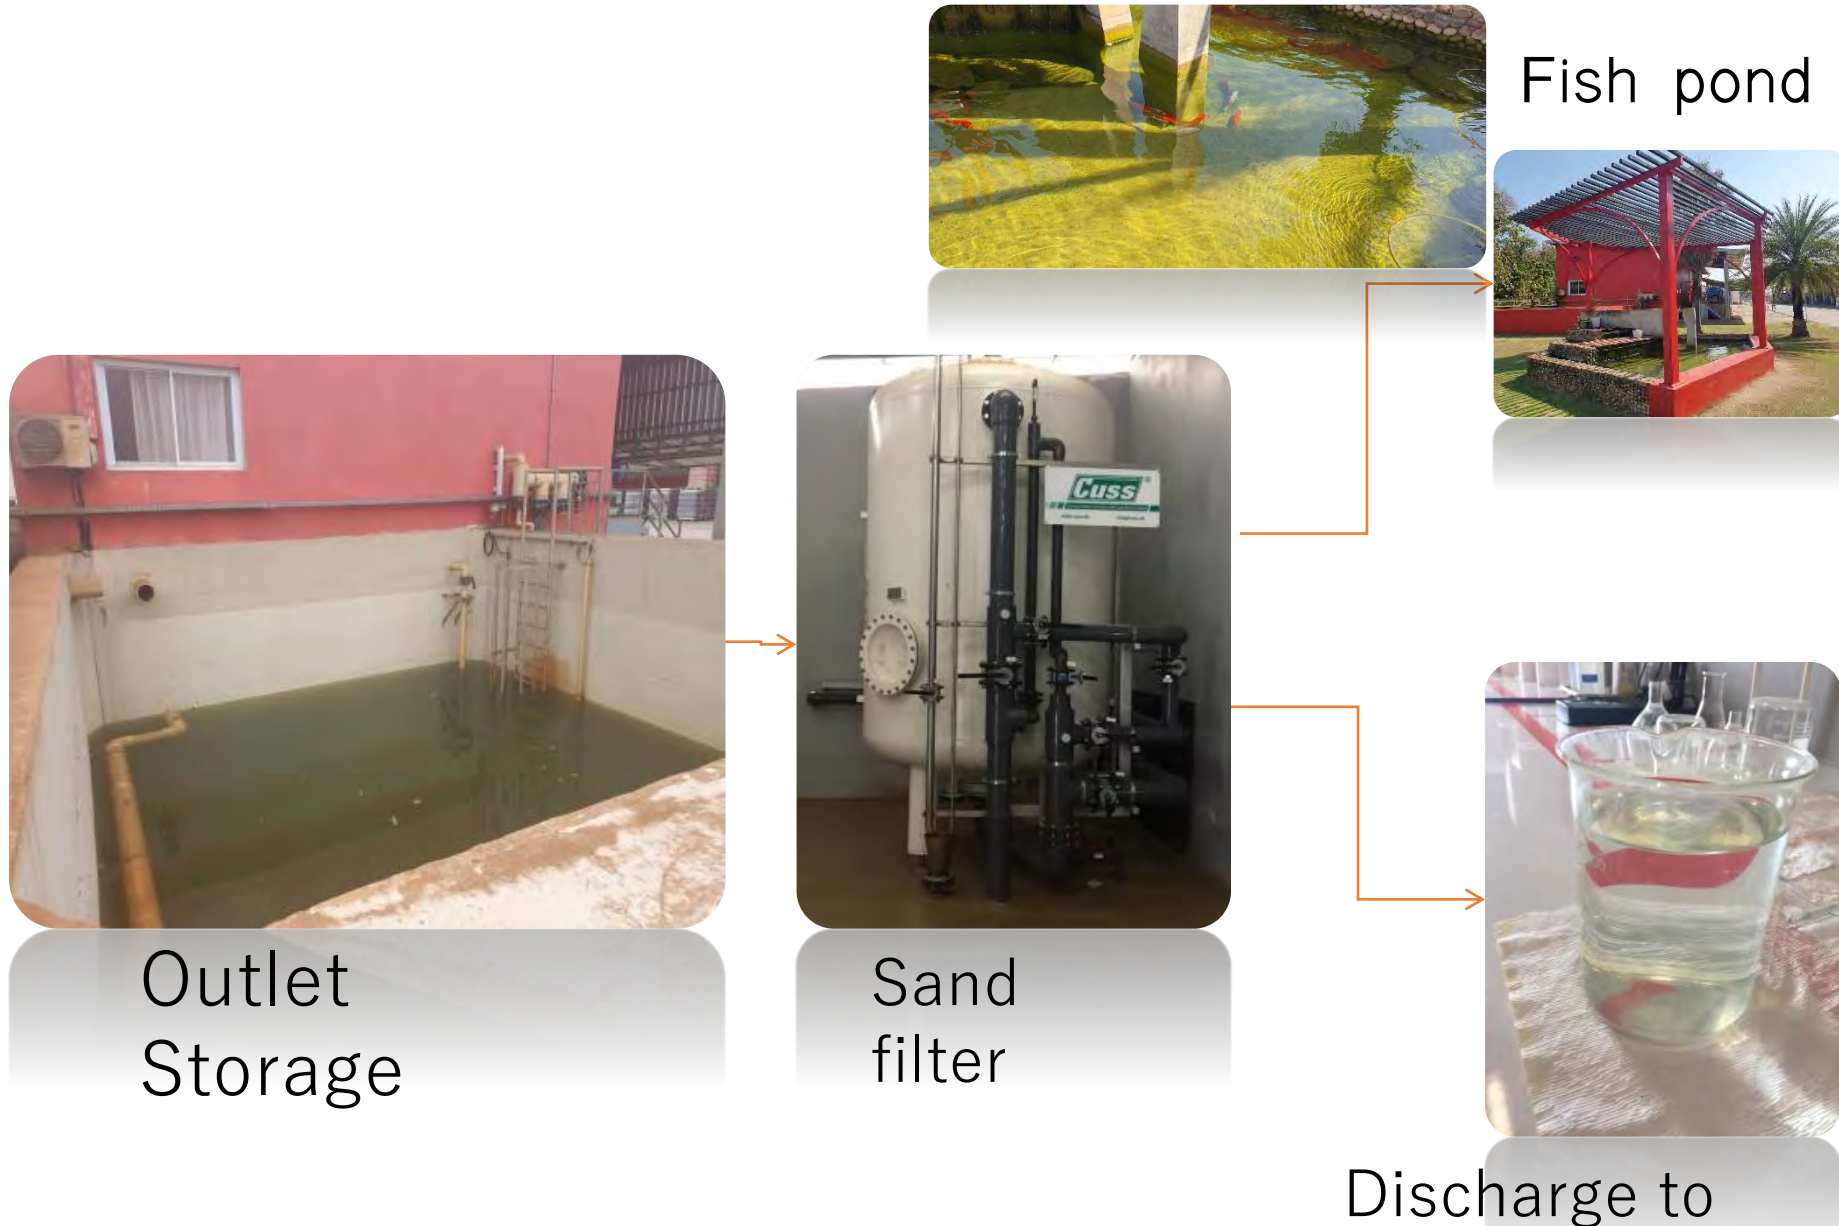 Fish pond
Cuss
Outlet
Storage
Sand
filter
Discharge to